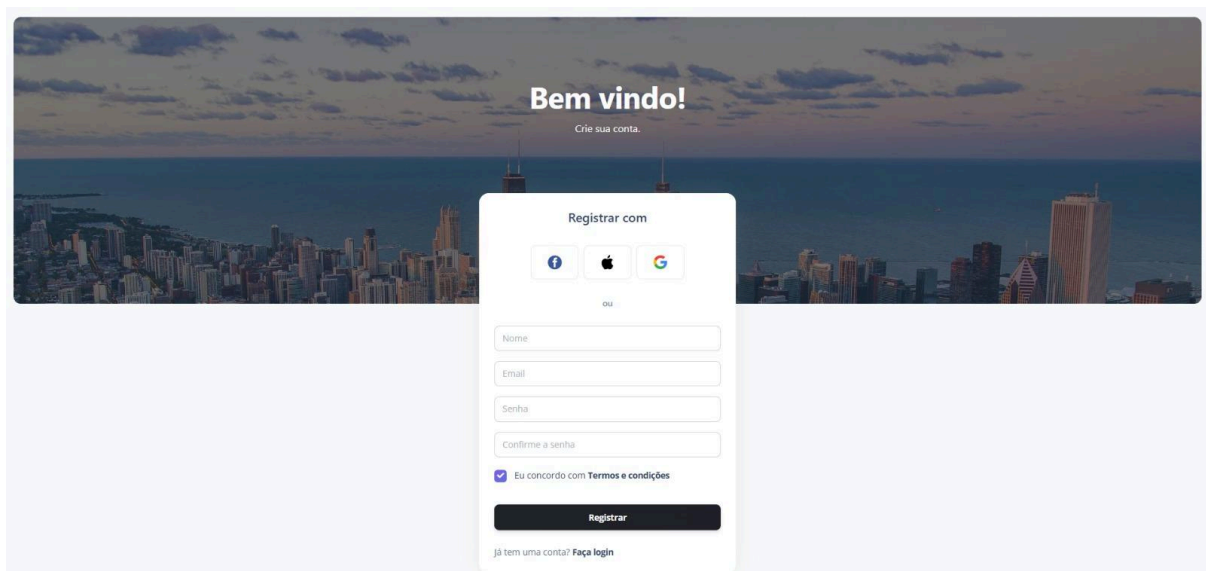 Bem vindo!
Crie sua conta.
Registrar com
ou
Nome
Email
Senha
Confirme a senha
Eu concordo com Termos e condições
Registrar
Já tem uma conta? Faça login